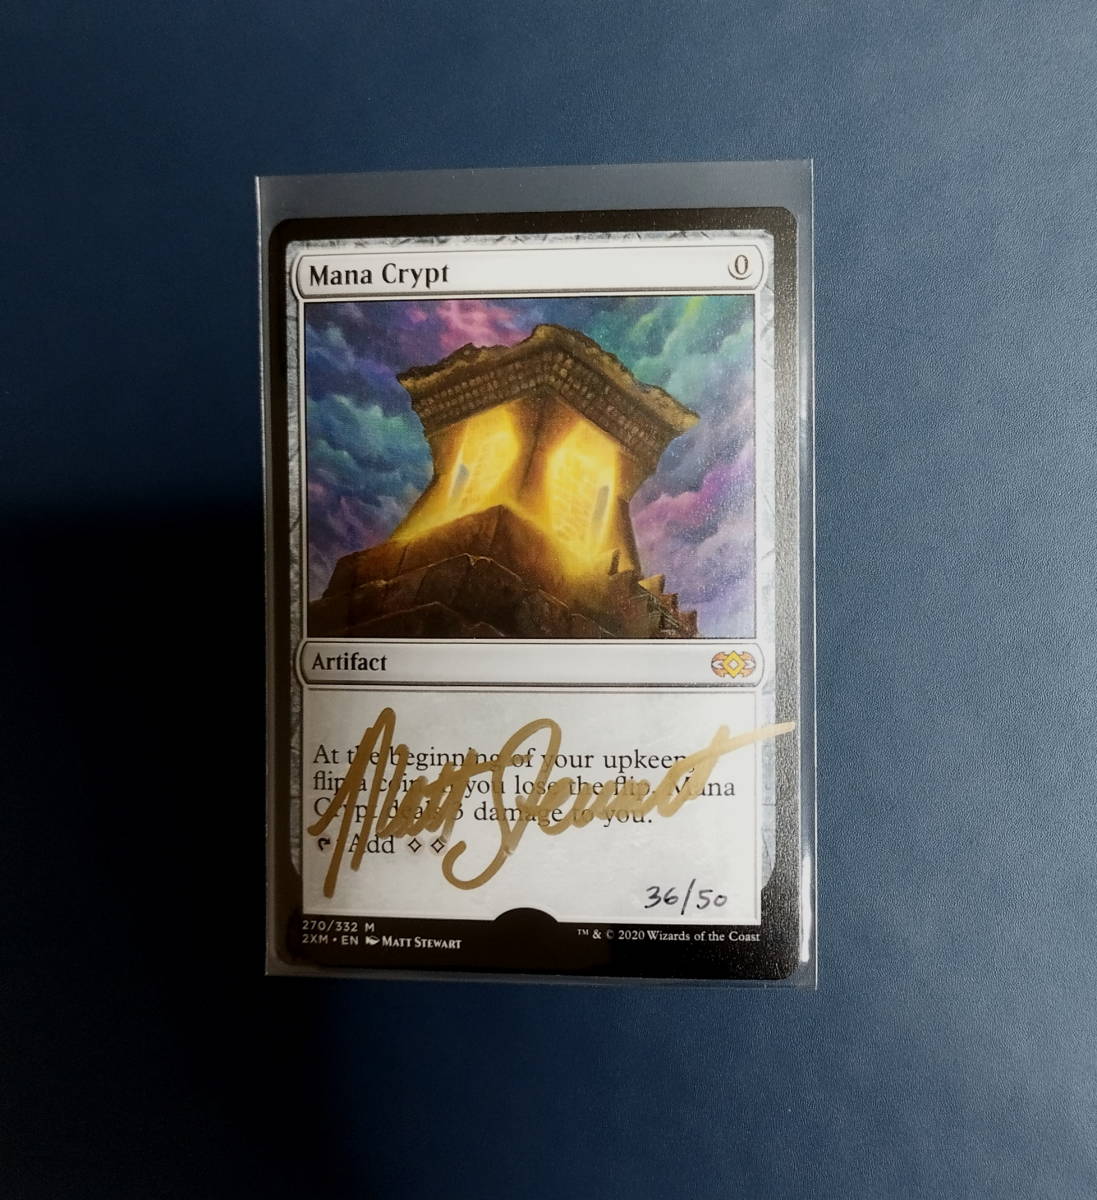 Mana Crypt 0
Artifact
At the beginning of your upkeep,
flip a coin. If you lose the flip, Mana
Crypt deals 3 damage to you.
: Add
Matt Stewart
36/50
270/332 M
2XM • EN MATT STEWART
™ & © 2020 Wizards of the Coast